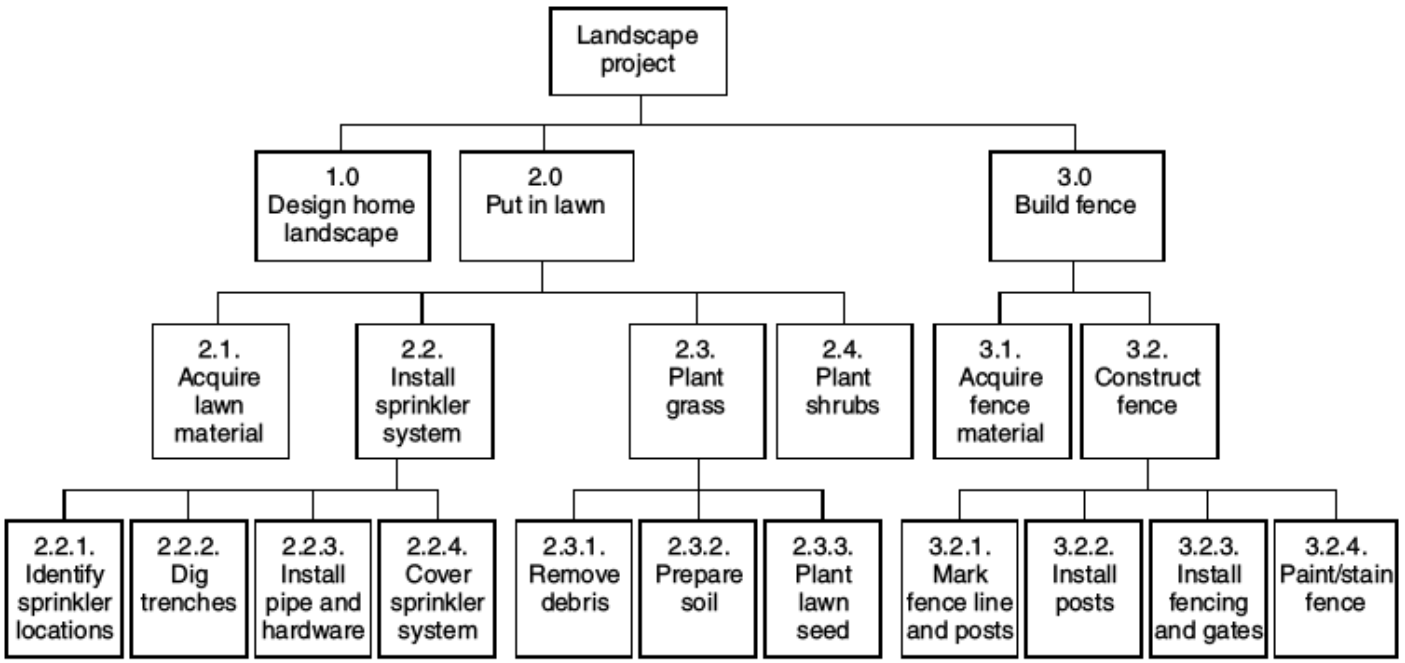 Landscape
project
1.0
Design home
landscape
2.0
Put in lawn
3.0
Build fence
2.1.
Acquire
lawn
material
2.2.
Install
sprinkler
system
2.3.
Plant
grass
2.4.
Plant
shrubs
3.1.
Acquire
fence
material
3.2.
Construct
fence
2.2.1.
Identify
sprinkler
locations
2.2.2.
Dig
trenches
2.2.3.
Install
pipe and
hardware
2.2.4.
Cover
sprinkler
system
2.3.1.
Remove
debris
2.3.2.
Prepare
soil
2.3.3.
Plant
lawn
seed
3.2.1.
Mark
fence line
and posts
3.2.2.
Install
posts
3.2.3.
Install
fencing
and gates
3.2.4.
Paint/stain
fence